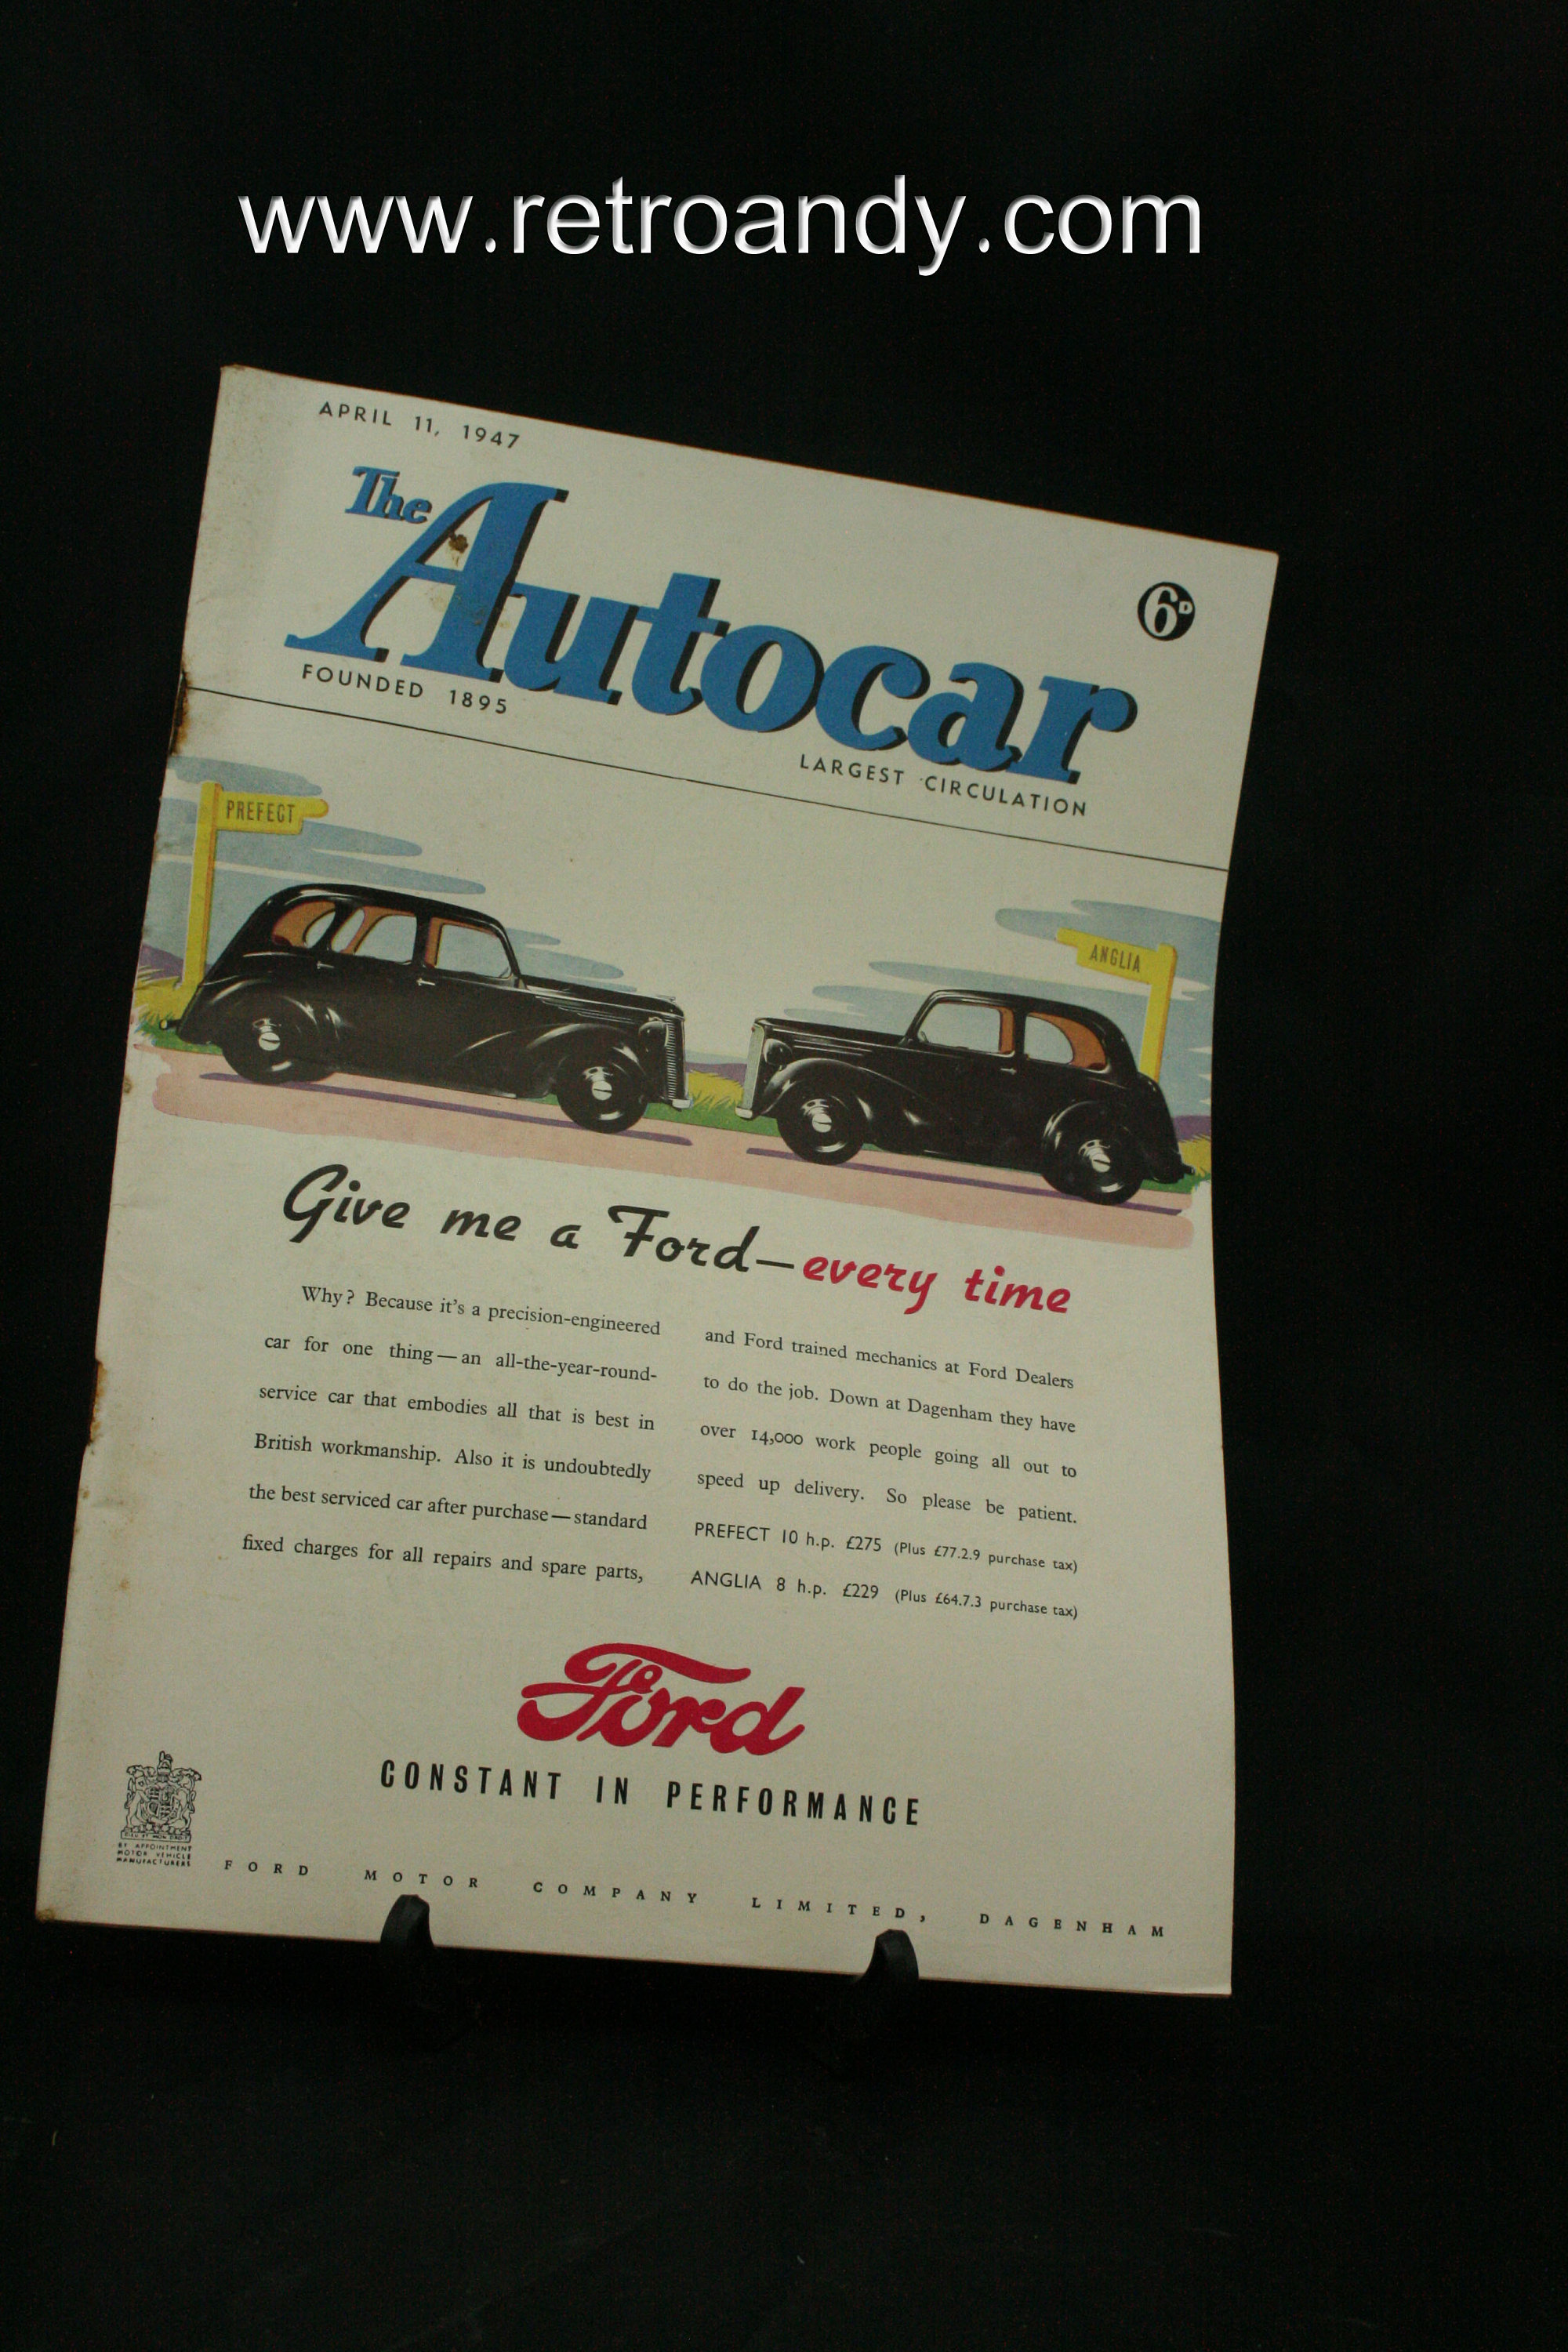 www.retroandy.com
APRIL 11, 1947
The
Autocar
6D
FOUNDED 1895
LARGEST CIRCULATION
PREFECT
ANGLIA
Give me a Ford—every time
Why? Because it's a precision-engineered
car for one thing—an all-the-year-round-
service car that embodies all that is best in
British workmanship. Also it is undoubtedly
the best serviced car after purchase—standard
fixed charges for all repairs and spare parts,
and Ford trained mechanics at Ford Dealers
to do the job. Down at Dagenham they have
over 14,000 work people going all out to
speed up delivery. So please be patient.
PREFECT 10 h.p. £275 (Plus £77.2.9 purchase tax)
ANGLIA 8 h.p. £229 (Plus £64.7.3 purchase tax)
Ford
CONSTANT IN PERFORMANCE
BY APPOINTMENT
MOTOR VEHICLE
MANUFACTURERS
FORD MOTOR COMPANY LIMITED, DAGENHAM